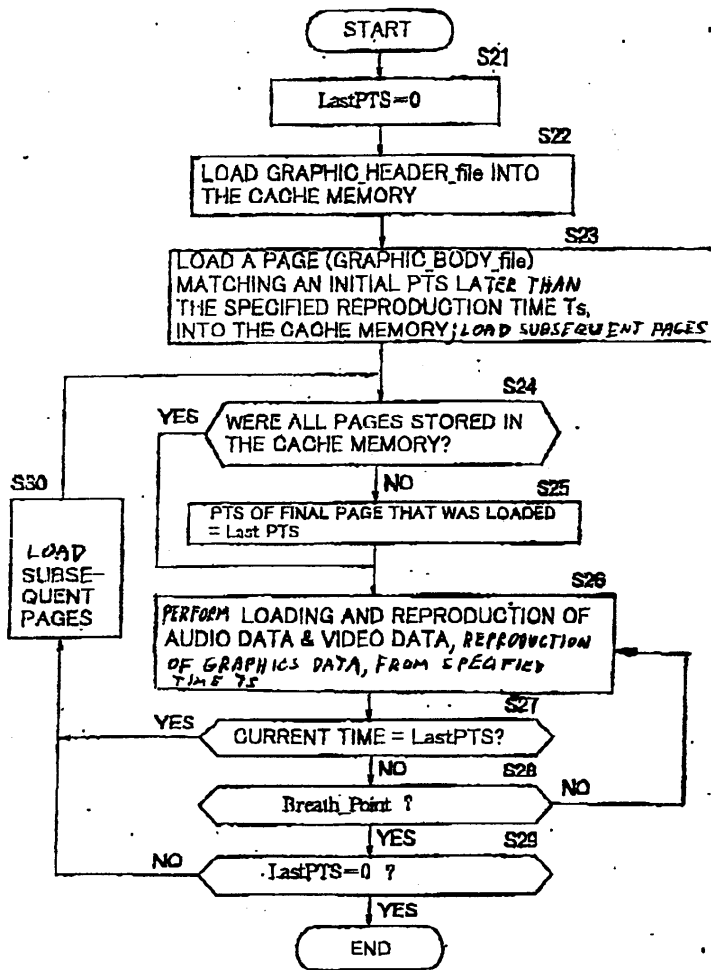 START
S21
LastPTS=0
S22
LOAD GRAPHIC_HEADER_file INTO
THE CACHE MEMORY
S23
LOAD A PAGE (GRAPHIC_BODY_file)
MATCHING AN INITIAL PTS LATER THAN
THE SPECIFIED REPRODUCTION TIME Ts,
INTO THE CACHE MEMORY; LOAD SUBSEQUENT PAGES
S24
YES
WERE ALL PAGES STORED IN
THE CACHE MEMORY?
NO
S30
LOAD
SUBSE-
QUENT
PAGES
S25
PTS OF FINAL PAGE THAT WAS LOADED
= Last PTS
S26
PERFORM LOADING AND REPRODUCTION OF
AUDIO DATA & VIDEO DATA, REPRODUCTION
OF GRAPHICS DATA, FROM SPECIFIED
TIME TS
S27
YES
CURRENT TIME = LastPTS?
NO
S28
Breath_Point ?
NO
YES
S29
NO
LastPTS=0 ?
YES
END